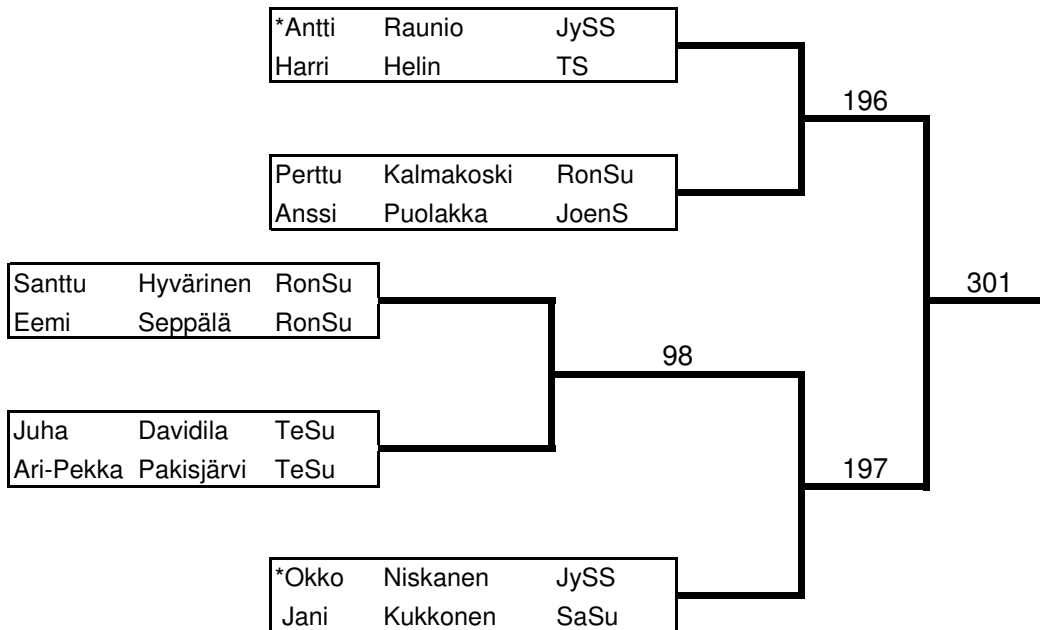 *Antti Raunio JySS
Harri Helin TS
196
Perttu Kalmakoski RonSu
Anssi Puolakka JoenS
Santtu Hyvärinen RonSu
301
Eemi Seppälä RonSu
98
Juha Davidila TeSu
Ari-Pekka Pakisjärvi TeSu
197
*Okko Niskanen JySS
Jani Kukkonen SaSu